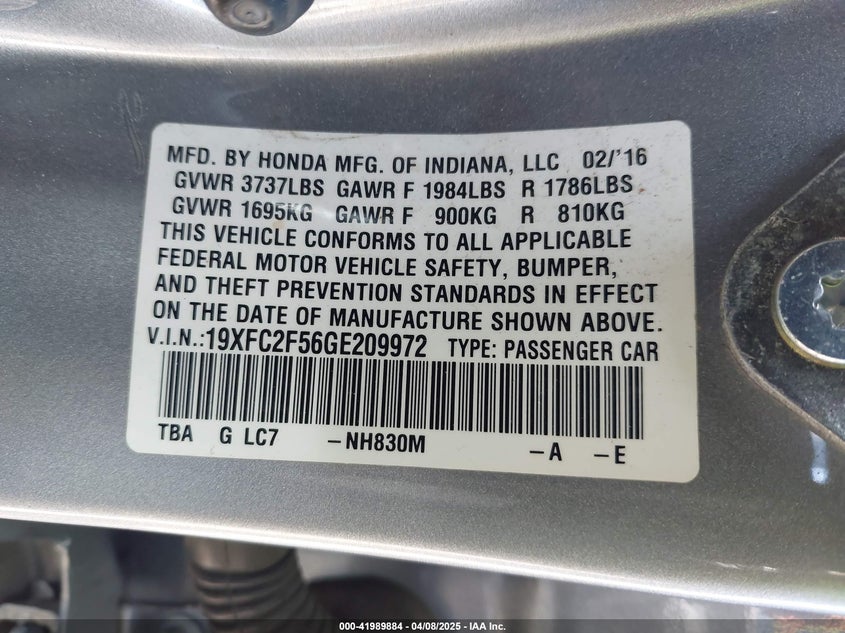 MFD. BY HONDA MFG. OF INDIANA, LLC 02/'16
GVWR 3737LBS GAWR F 1984LBS R 1786LBS
GVWR 1695KG GAWR F 900KG R 810KG
THIS VEHICLE CONFORMS TO ALL APPLICABLE
FEDERAL MOTOR VEHICLE SAFETY, BUMPER,
AND THEFT PREVENTION STANDARDS IN EFFECT
ON THE DATE OF MANUFACTURE SHOWN ABOVE.
V.I.N.:19XFC2F56GE209972 TYPE: PASSENGER CAR
TBA G LC7 –NH830M –A –E
000-41989884 - 04/08/2025 - IAA Inc.